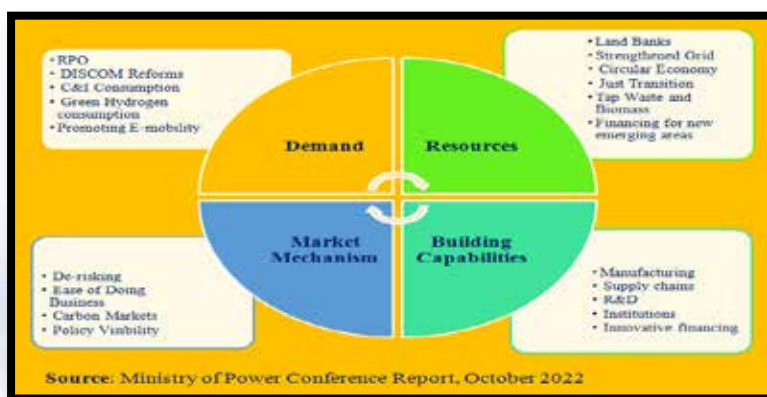 • RPO
• DISCOM Reforms
• C&I Consumption
• Green Hydrogen
consumption
• Promoting E-mobility
• Land Banks
• Strengthened Grid
• Circular Economy
• Just Transition
• Tap Waste and
Biomass
• Financing for new
emerging areas
Demand
Resources
Market
Mechanism
Building
Capabilities
• De-risking
• Ease of Doing
Business
• Carbon Markets
• Policy Visibility
• Manufacturing
• Supply chains
• R&D
• Institutions
• Innovative financing
Source: Ministry of Power Conference Report, October 2022